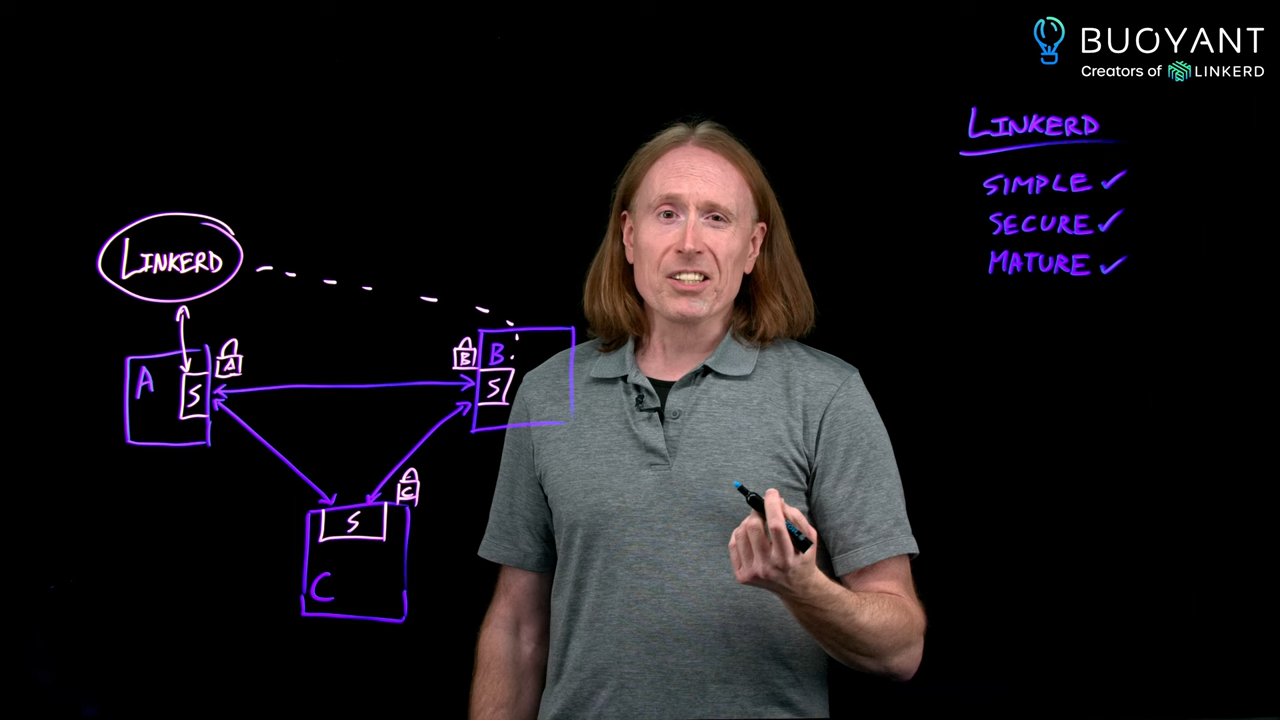 BUOYANT
Creators of LINKERD
LINKERD
SIMPLE ✓
SECURE ✓
MATURE ✓
LINKERD
A
S
A
B
B
S
C
S
C